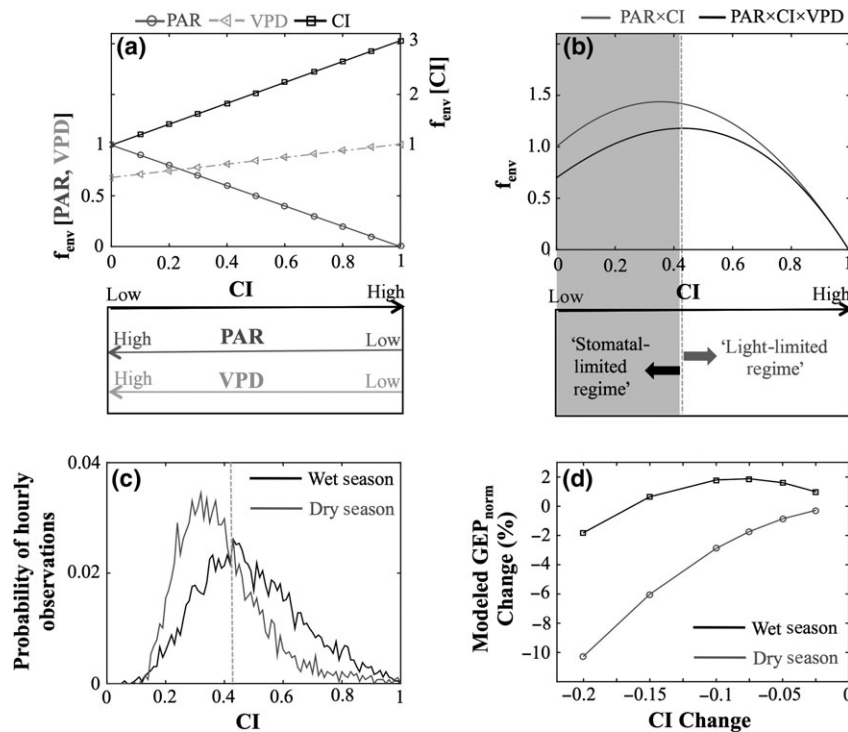 PAR VPD CI
(a)
3
2
1
f_env [CI]
1
0
f_env [PAR, VPD]
0 0.2 0.4 0.6 0.8 1
CI
Low High
High PAR Low
High VPD Low
PAR×CI PAR×CI×VPD
(b)
1.5
1.0
0.5
0
f_env
0 0.2 0.4 0.6 0.8 1
CI
Low High
'Stomatal-
limited
regime'
'Light-limited
regime'
(c)
Wet season
Dry season
0.04
0.02
0
Probability of hourly
observations
0 0.2 0.4 0.6 0.8 1
CI
(d)
2
0
−2
−4
−6
−8
−10
Modeled GEP_norm
Change (%)
Wet season
Dry season
−0.2 −0.15 −0.1 −0.05 0
CI Change